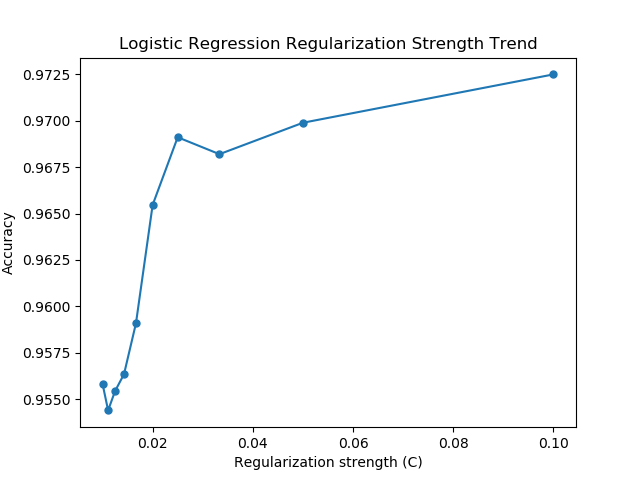 Logistic Regression Regularization Strength Trend
0.9725
0.9700
0.9675
0.9650
0.9625
0.9600
0.9575
0.9550
Accuracy
0.02 0.04 0.06 0.08 0.10
Regularization strength (C)